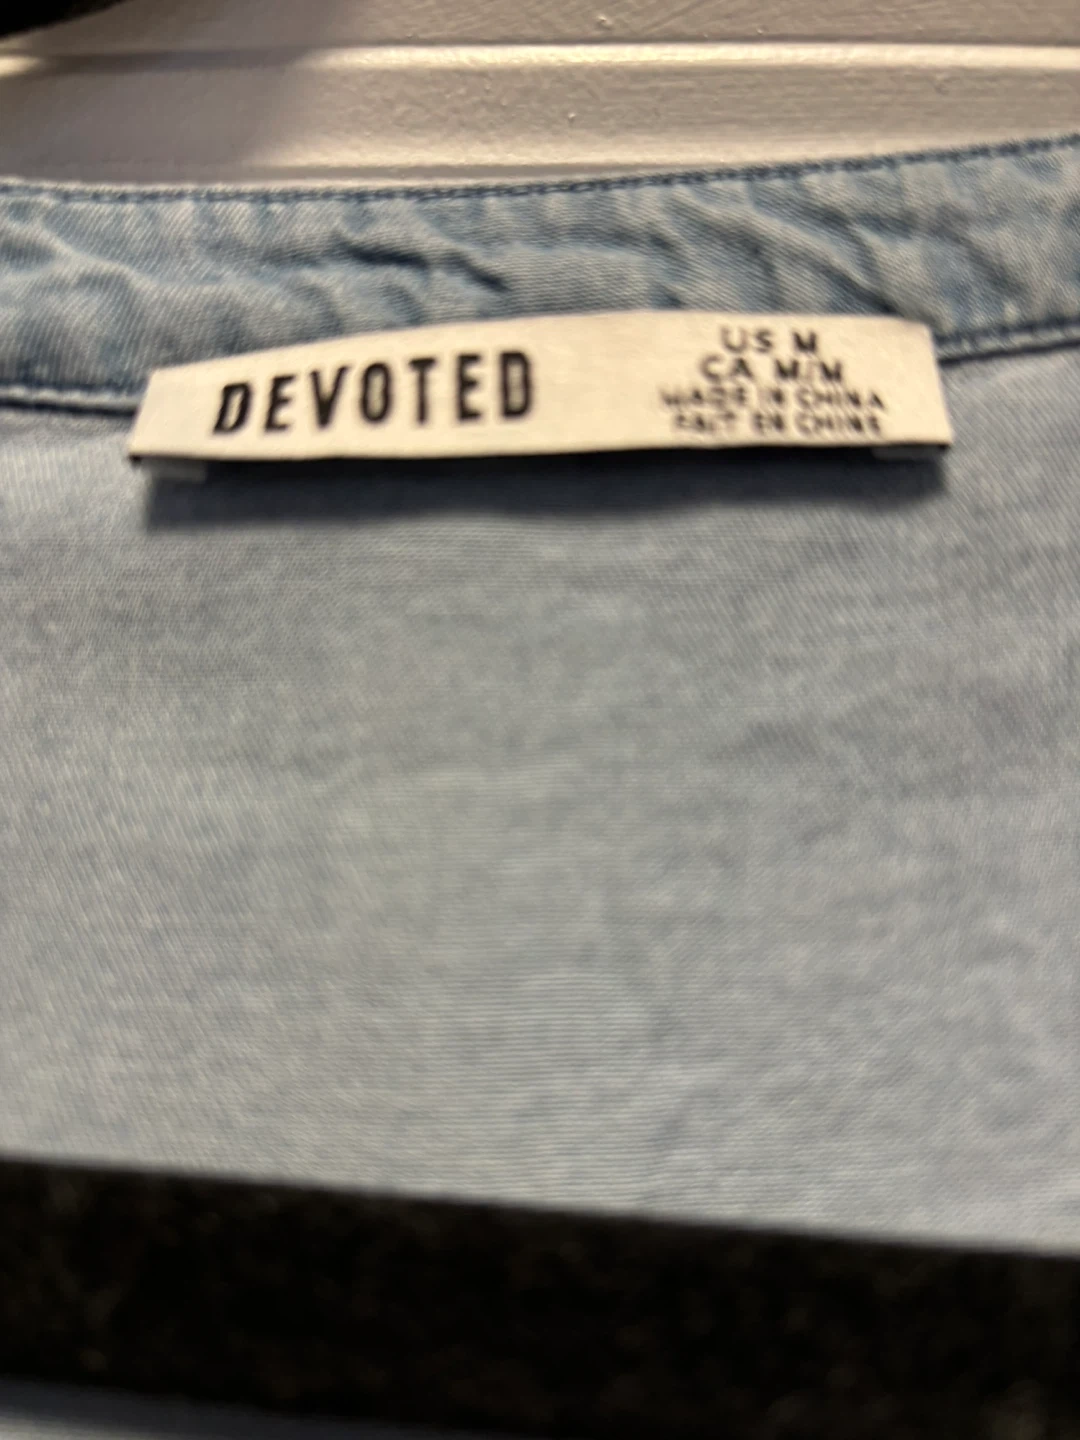 DEVOTED
US M
CA M/M
MADE IN CHINA
FAIT EN CHINE